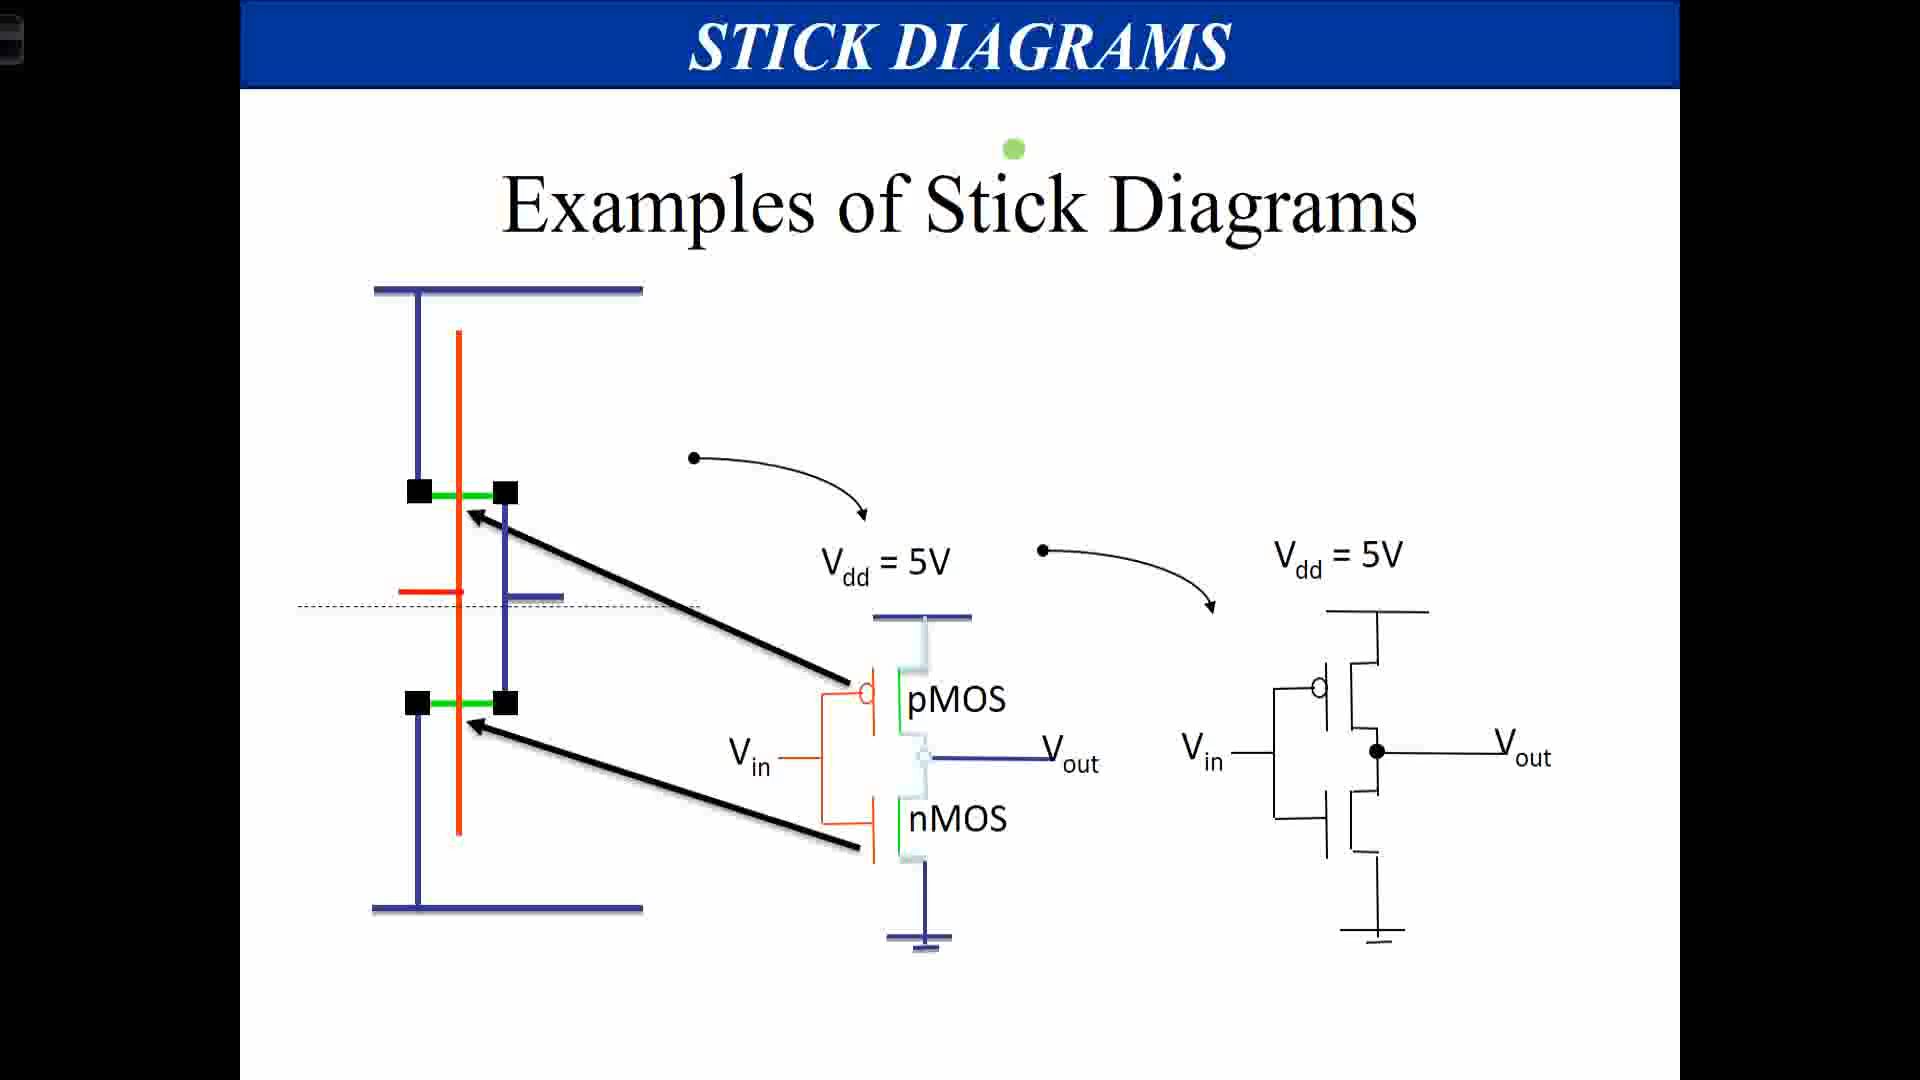 STICK DIAGRAMS
Examples of Stick Diagrams
Vdd = 5V
Vdd = 5V
pMOS
Vin
Vout
Vin
Vout
nMOS